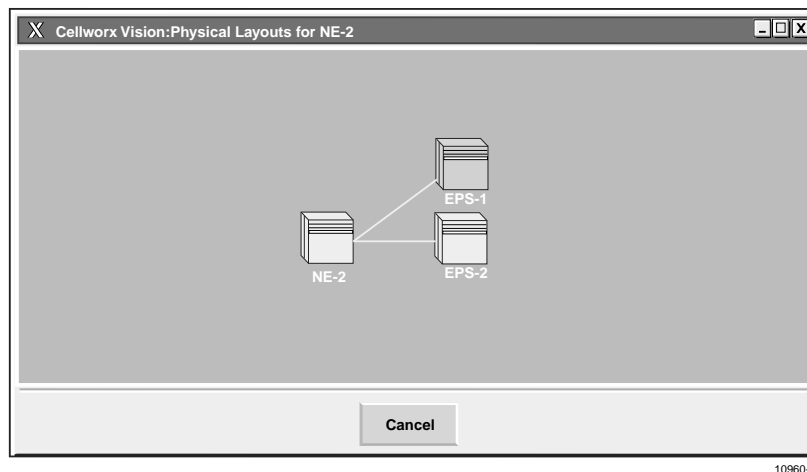 X Cellworx Vision:Physical Layouts for NE-2
EPS-1
NE-2
EPS-2
Cancel